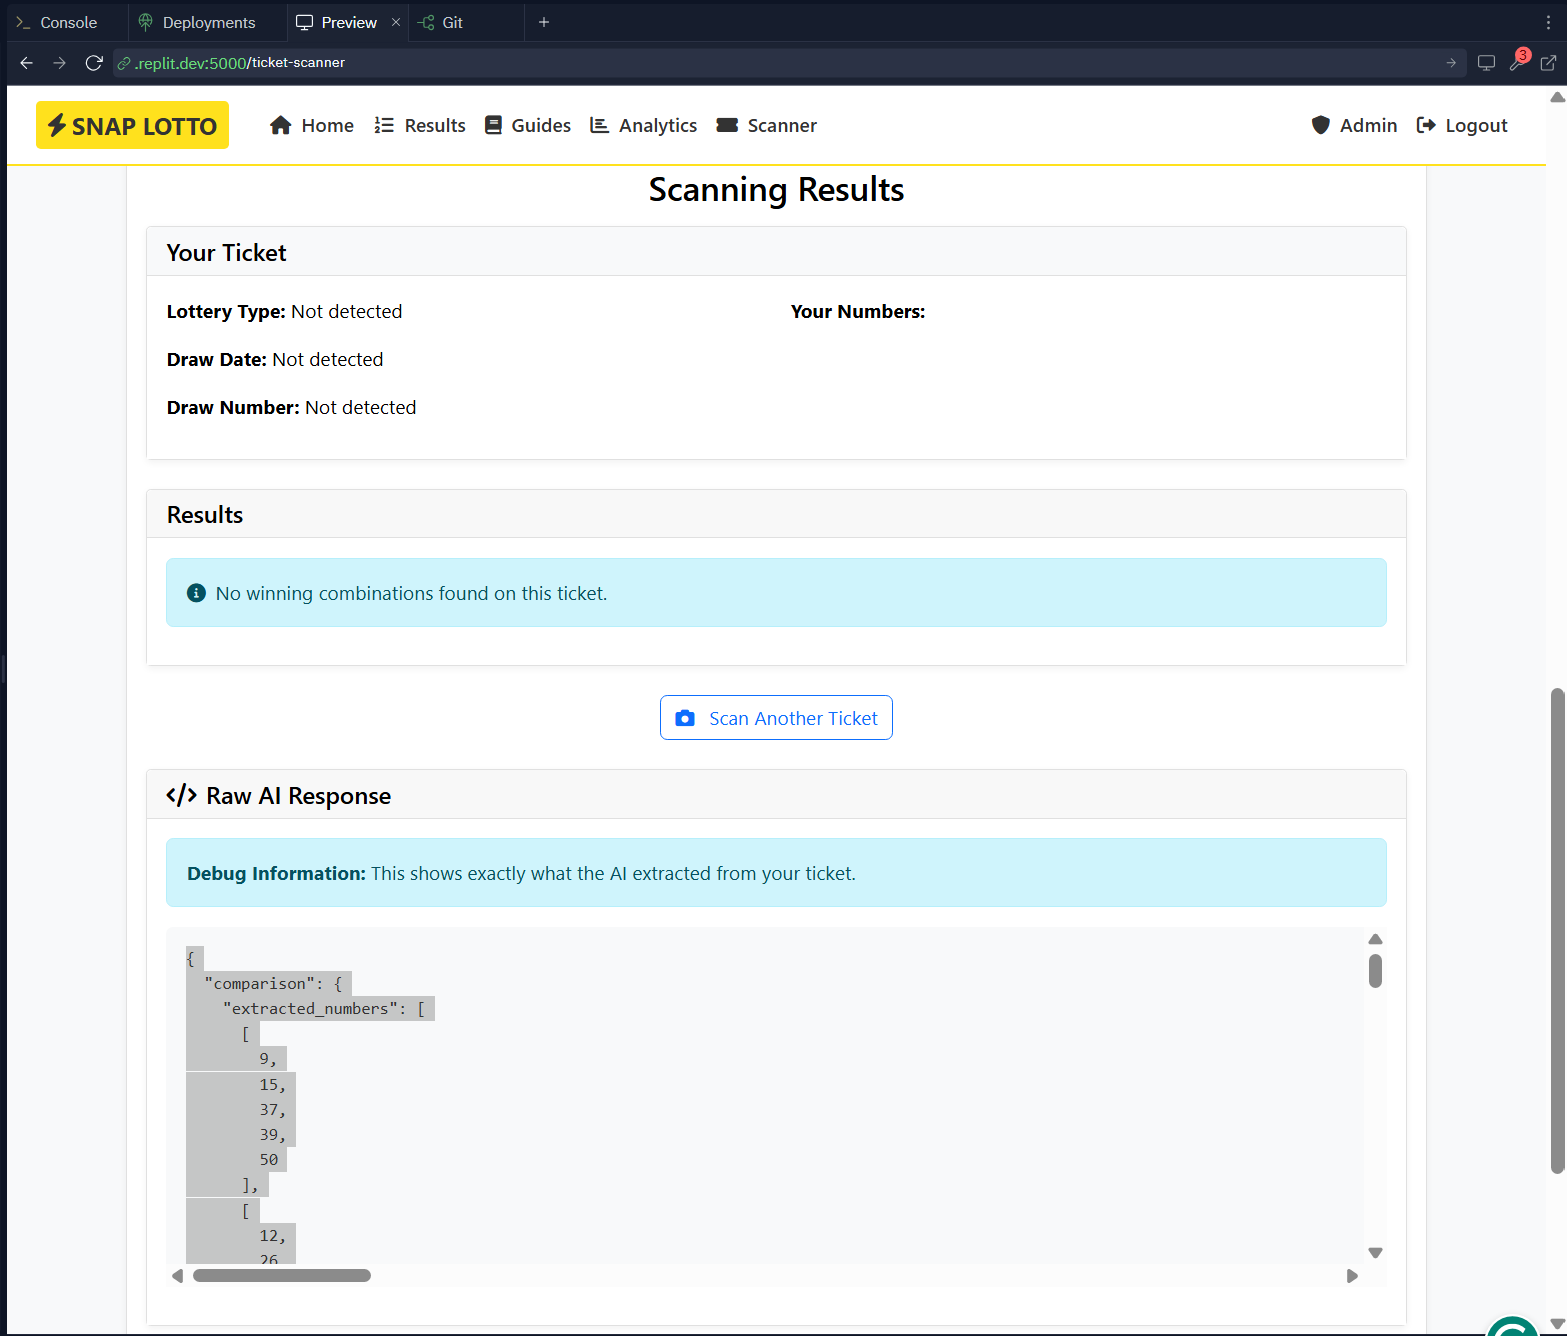 Console
Deployments
Preview
Git
.replit.dev:5000/ticket-scanner
3
SNAP LOTTO
Home
Results
Guides
Analytics
Scanner
Admin
Logout
Scanning Results
Your Ticket
Lottery Type: Not detected
Your Numbers:
Draw Date: Not detected
Draw Number: Not detected
Results
No winning combinations found on this ticket.
Scan Another Ticket
</> Raw AI Response
Debug Information: This shows exactly what the AI extracted from your ticket.
{
"comparison": {
"extracted_numbers": [
[
9,
15,
37,
39,
50
],
[
12,
26